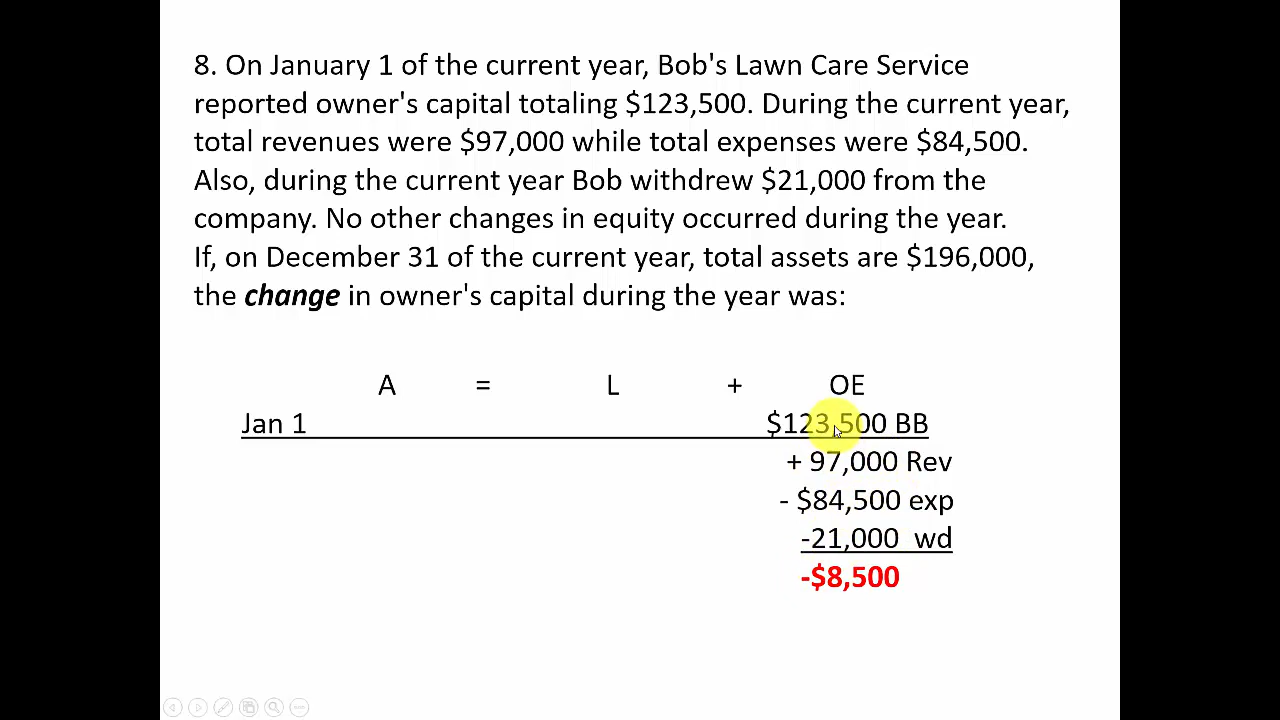 8. On January 1 of the current year, Bob's Lawn Care Service
reported owner's capital totaling $123,500. During the current year,
total revenues were $97,000 while total expenses were $84,500.
Also, during the current year Bob withdrew $21,000 from the
company. No other changes in equity occurred during the year.
If, on December 31 of the current year, total assets are $196,000,
the change in owner's capital during the year was:
A = L + OE
Jan 1 $123,500 BB
+ 97,000 Rev
- $84,500 exp
-21,000 wd
-$8,500